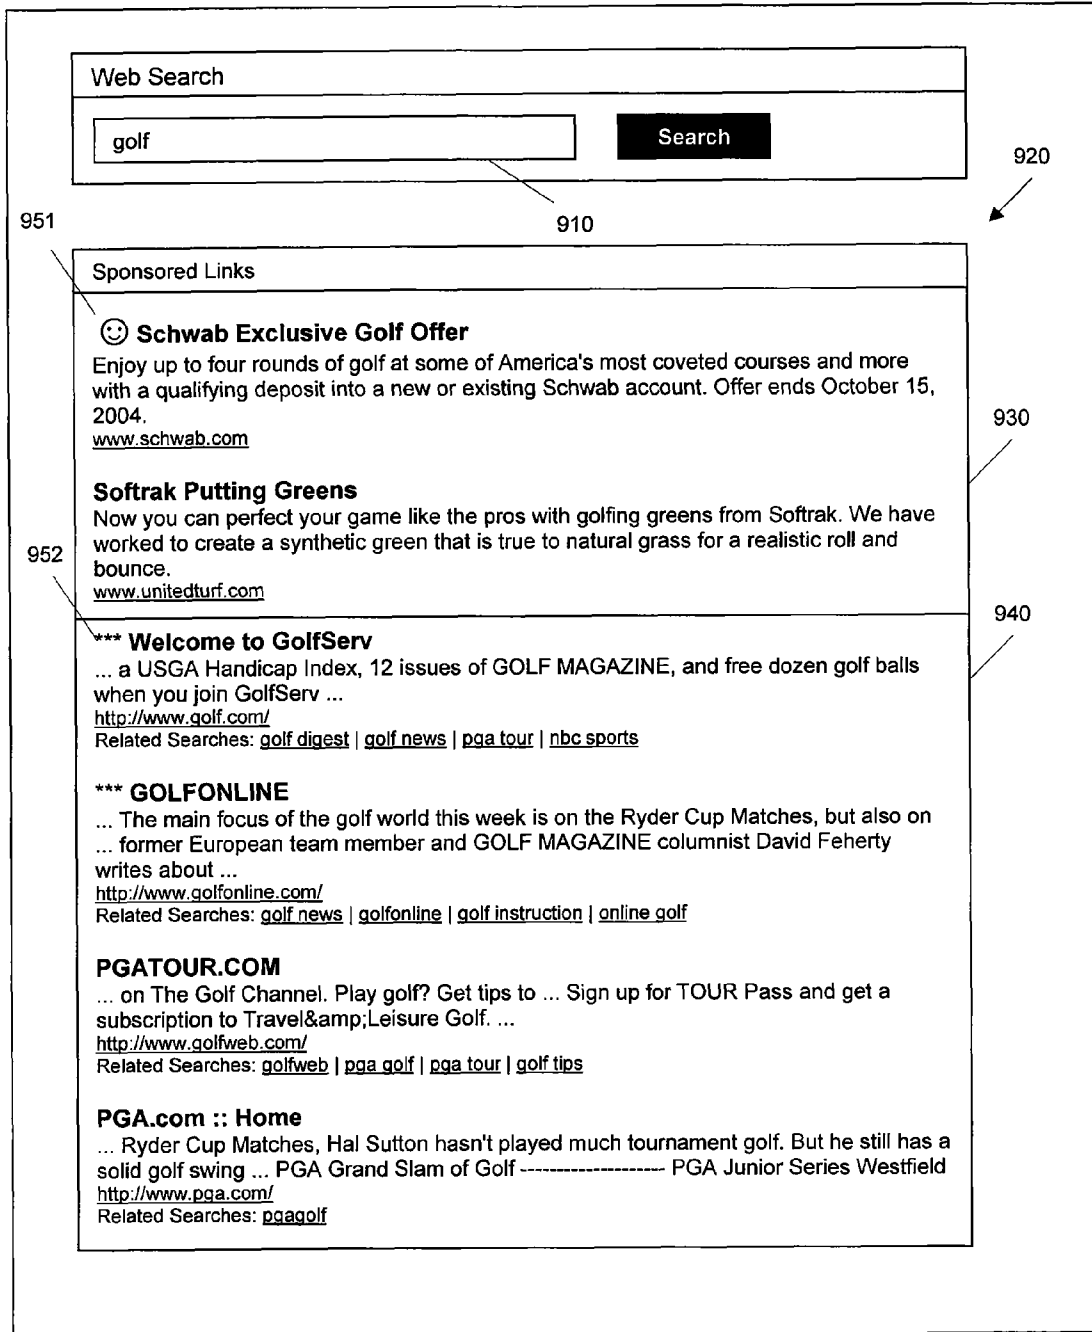 Web Search
golf
Search
920
910
951
Sponsored Links
☺ Schwab Exclusive Golf Offer
Enjoy up to four rounds of golf at some of America's most coveted courses and more
with a qualifying deposit into a new or existing Schwab account. Offer ends October 15,
2004.
www.schwab.com
930
Softrak Putting Greens
Now you can perfect your game like the pros with golfing greens from Softrak. We have
worked to create a synthetic green that is true to natural grass for a realistic roll and
bounce.
www.unitedturf.com
952
940
*** Welcome to GolfServ
... a USGA Handicap Index, 12 issues of GOLF MAGAZINE, and free dozen golf balls
when you join GolfServ ...
http://www.golf.com/
Related Searches: golf digest | golf news | pga tour | nbc sports
*** GOLFONLINE
... The main focus of the golf world this week is on the Ryder Cup Matches, but also on
... former European team member and GOLF MAGAZINE columnist David Feherty
writes about ...
http://www.golfonline.com/
Related Searches: golf news | golfonline | golf instruction | online golf
PGATOUR.COM
... on The Golf Channel. Play golf? Get tips to ... Sign up for TOUR Pass and get a
subscription to Travel&amp;Leisure Golf. ...
http://www.golfweb.com/
Related Searches: golfweb | pga golf | pga tour | golf tips
PGA.com :: Home
... Ryder Cup Matches, Hal Sutton hasn't played much tournament golf. But he still has a
solid golf swing ... PGA Grand Slam of Golf -------------------- PGA Junior Series Westfield
http://www.pga.com/
Related Searches: pgagolf